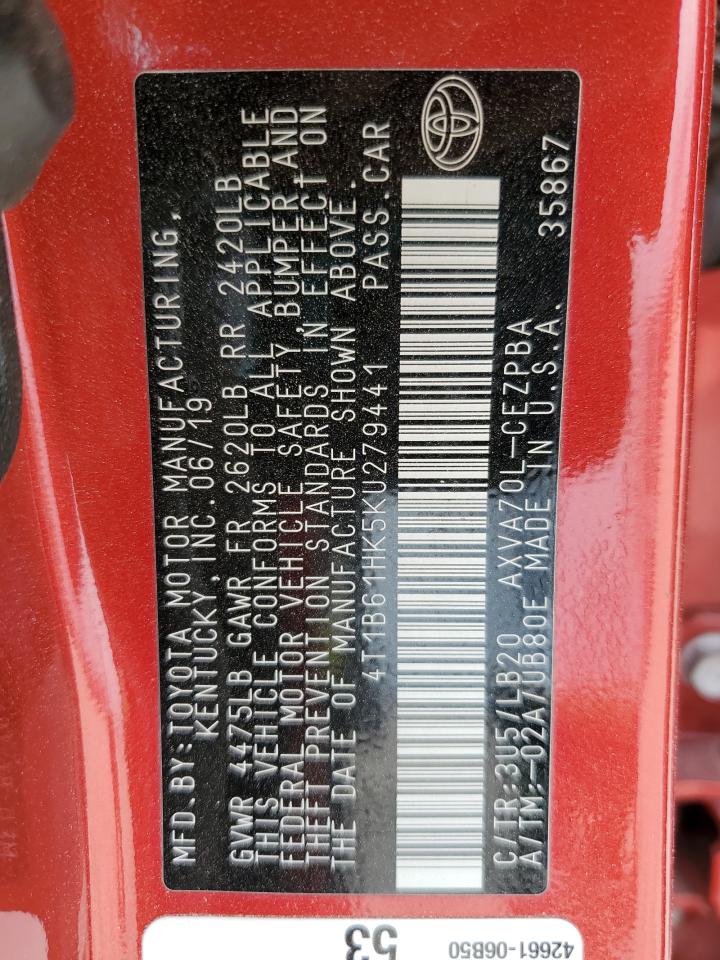 MFD.BY:TOYOTA MOTOR MANUFACTURING,
KENTUCKY, INC.06/19
GVWR 4475LB GAWR FR 2620LB RR 2420LB
THIS VEHICLE CONFORMS TO ALL APPLICABLE
FEDERAL MOTOR VEHICLE SAFETY, BUMPER, AND
THEFT PREVENTION STANDARDS IN EFFECT ON
THE DATE OF MANUFACTURE SHOWN ABOVE.
4T1B61HK5KU279441 PASS.CAR
C/TR:3U5/LB20 AXVA70L-CEZPBA
A/TM:-02A/UB80E MADE IN U.S.A. 35867
53
42661-06B50